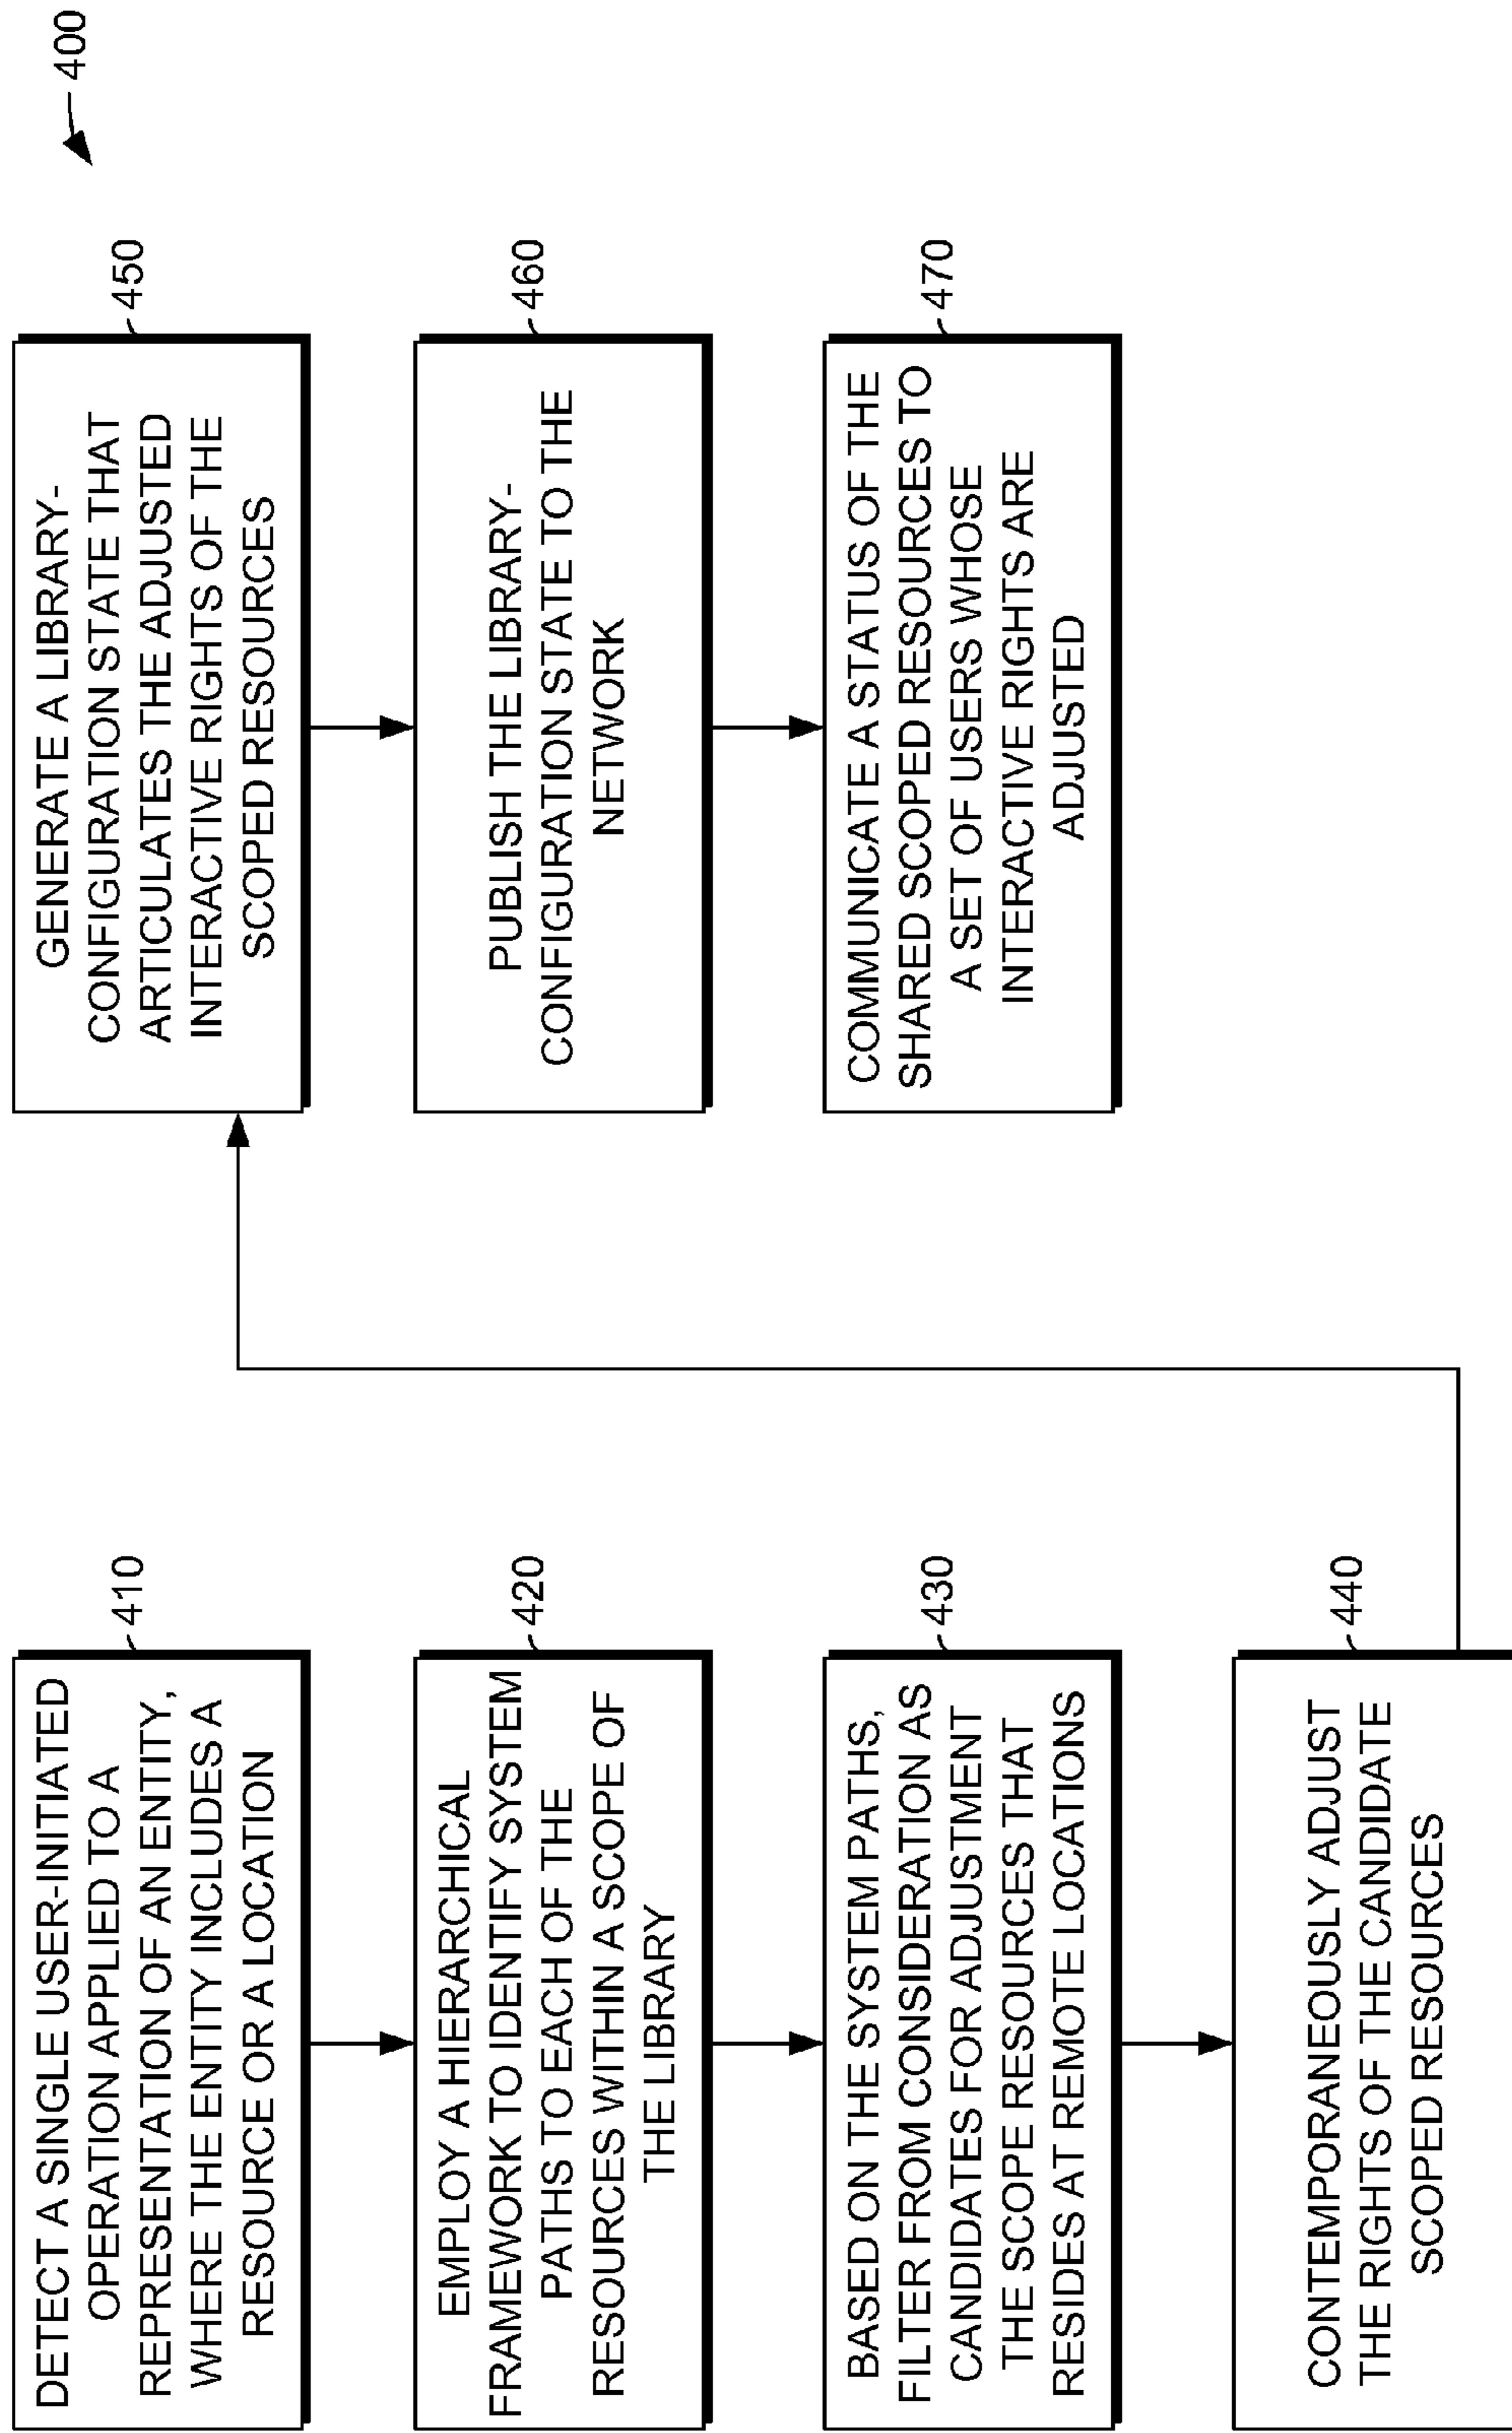 400
DETECT A SINGLE USER-INITIATED
OPERATION APPLIED TO A
REPRESENTATION OF AN ENTITY,
WHERE THE ENTITY INCLUDES A
RESOURCE OR A LOCATION
410
EMPLOY A HIERARCHICAL
FRAMEWORK TO IDENTIFY SYSTEM
PATHS TO EACH OF THE
RESOURCES WITHIN A SCOPE OF
THE LIBRARY
420
BASED ON THE SYSTEM PATHS,
FILTER FROM CONSIDERATION AS
CANDIDATES FOR ADJUSTMENT
THE SCOPE RESOURCES THAT
RESIDES AT REMOTE LOCATIONS
430
CONTEMPORANEOUSLY ADJUST
THE RIGHTS OF THE CANDIDATE
SCOPED RESOURCES
440
GENERATE A LIBRARY-
CONFIGURATION STATE THAT
ARTICULATES THE ADJUSTED
INTERACTIVE RIGHTS OF THE
SCOPED RESOURCES
450
PUBLISH THE LIBRARY-
CONFIGURATION STATE TO THE
NETWORK
460
COMMUNICATE A STATUS OF THE
SHARED SCOPED RESOURCES TO
A SET OF USERS WHOSE
INTERACTIVE RIGHTS ARE
ADJUSTED
470